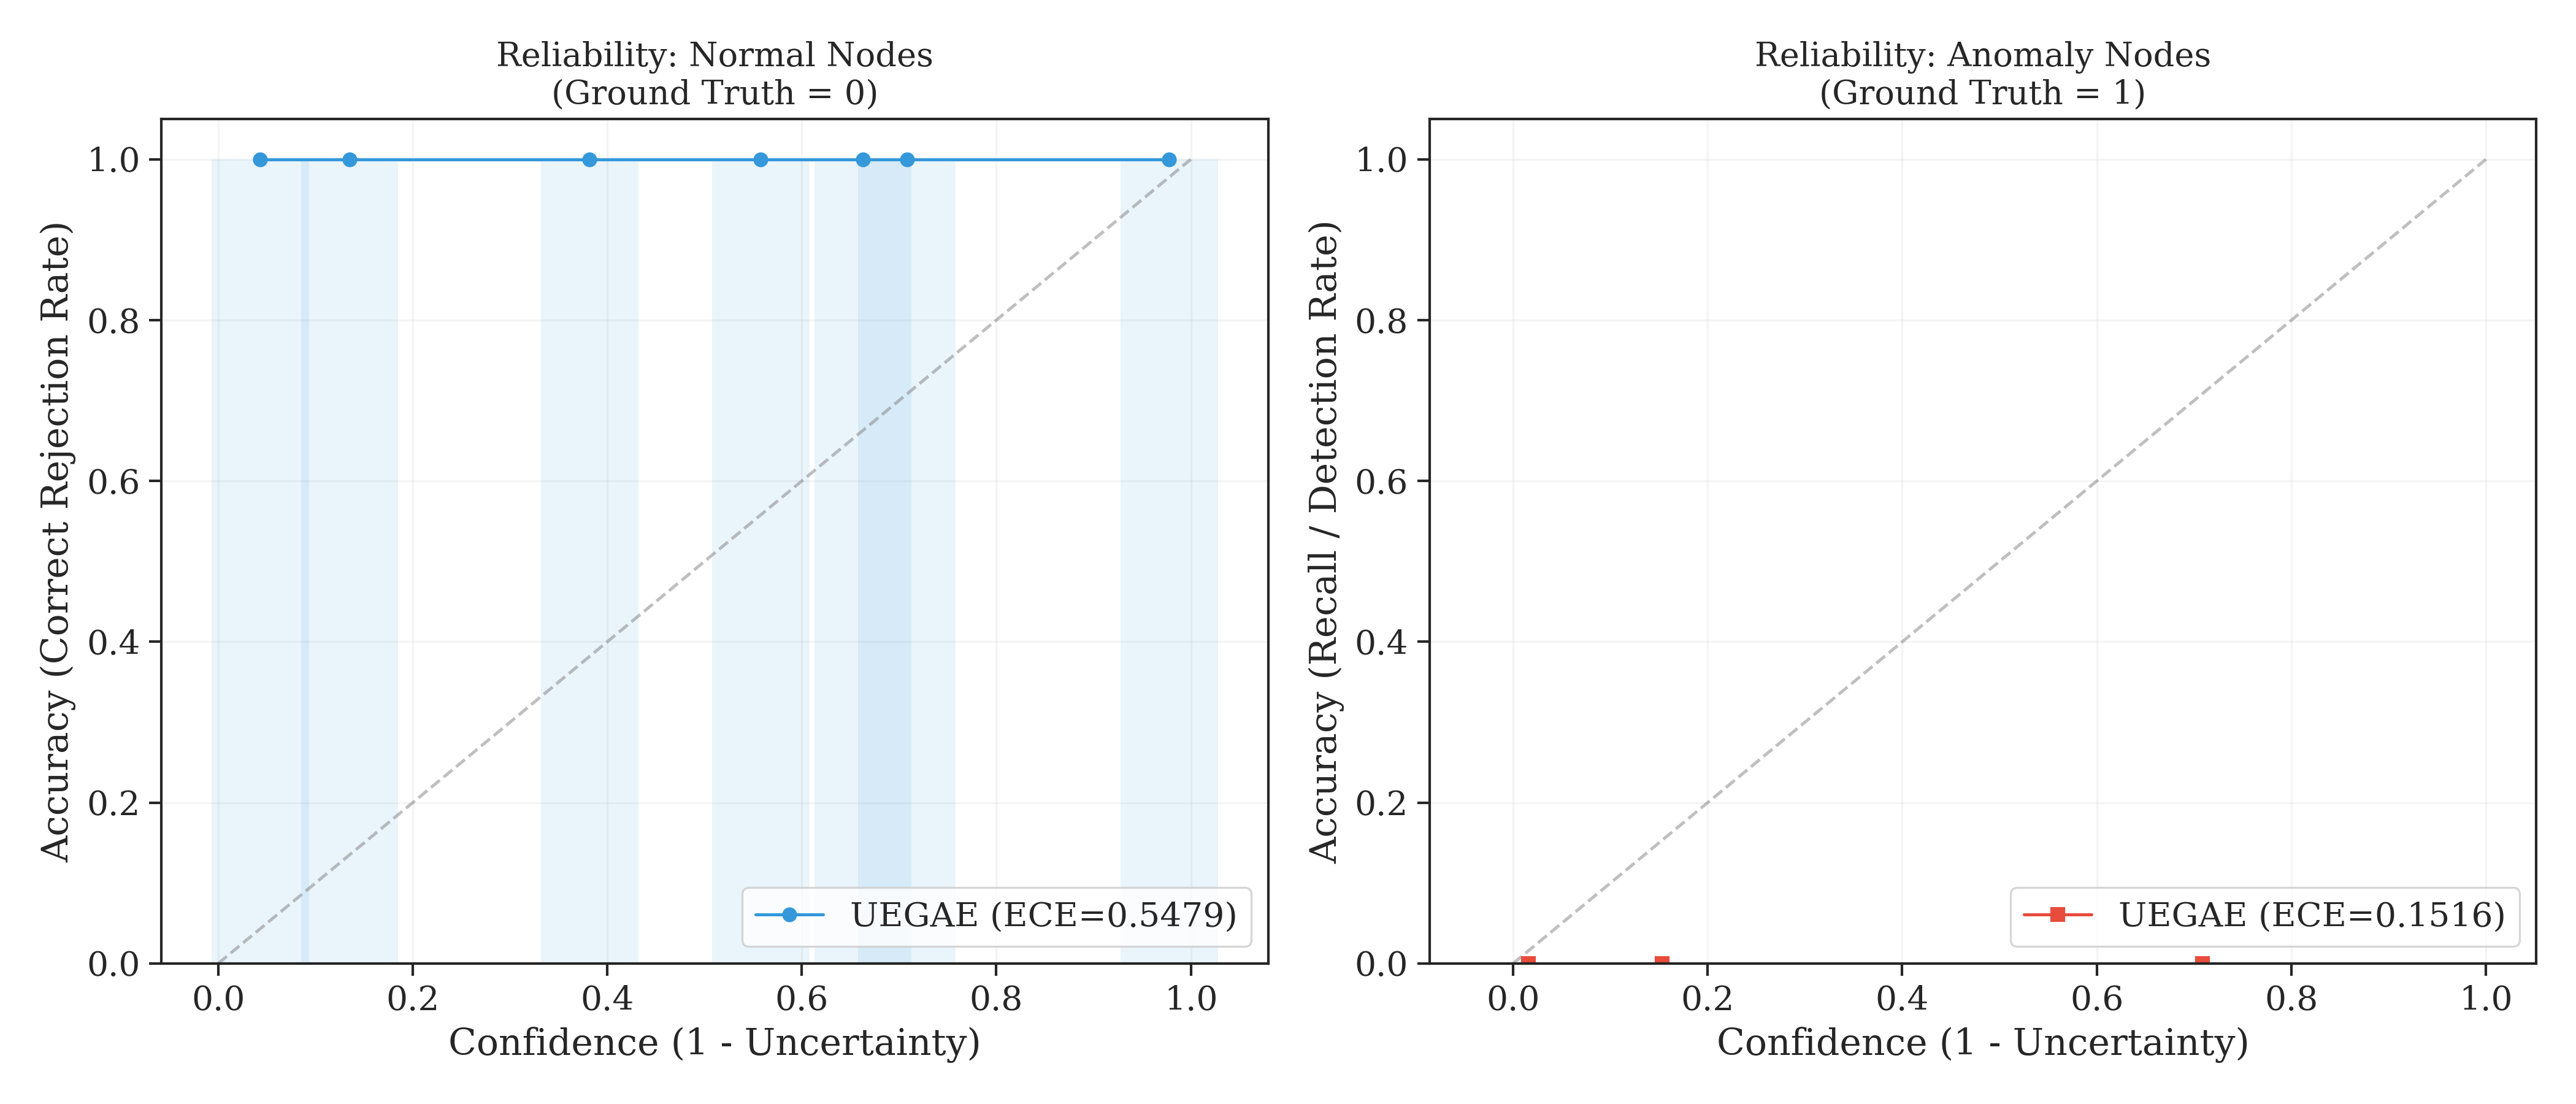 Reliability: Normal Nodes
(Ground Truth = 0)
Accuracy (Correct Rejection Rate)
1.0
0.8
0.6
0.4
0.2
0.0
UEGAE (ECE=0.5479)
0.0 0.2 0.4 0.6 0.8 1.0
Confidence (1 - Uncertainty)
Reliability: Anomaly Nodes
(Ground Truth = 1)
Accuracy (Recall / Detection Rate)
1.0
0.8
0.6
0.4
0.2
0.0
UEGAE (ECE=0.1516)
0.0 0.2 0.4 0.6 0.8 1.0
Confidence (1 - Uncertainty)